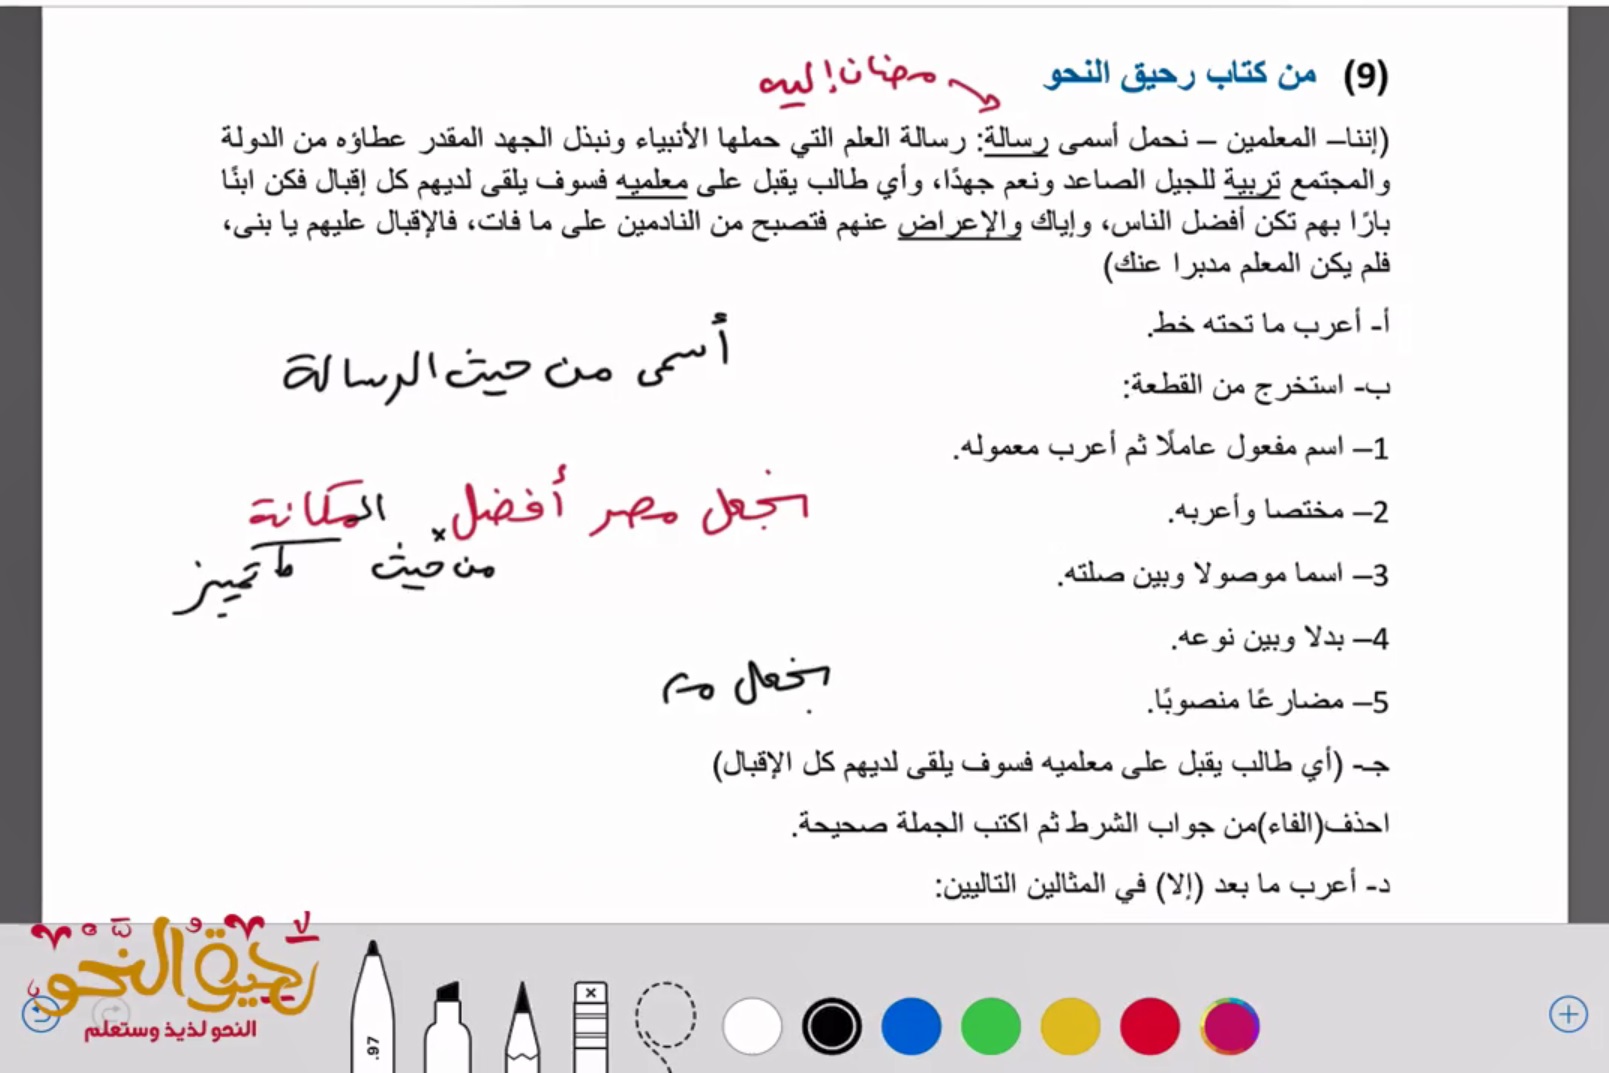 (9) من كتاب رحيق النحو
مضاف إليه
(إننا– المعلمين – نحمل أسمى رسالة: رسالة العلم التي حملها الأنبياء ونبذل الجهد المقدر عطاؤه من الدولة
والمجتمع تربية للجيل الصاعد ونعم جهدًا، وأي طالب يقبل على معلميه فسوف يلقى لديهم كل إقبال فكن ابنًا
بارًا بهم تكن أفضل الناس، وإياك والإعراض عنهم فتصبح من النادمين على ما فات، فالإقبال عليهم يا بنى،
فلم يكن المعلم مدبرا عنك)
أ- أعرب ما تحته خط.
أسمى من حيث الرسالة
ب- استخرج من القطعة:
1– اسم مفعول عاملًا ثم أعرب معموله.
2– مختصا وأعربه.
لنجعل مصر أفضل المكانة
من حيث
تمييز
3– اسما موصولا وبين صلته.
4– بدلا وبين نوعه.
لنجعل
5– مضارعًا منصوبًا.
جـ- (أي طالب يقبل على معلميه فسوف يلقى لديهم كل الإقبال)
احذف(الفاء)من جواب الشرط ثم اكتب الجملة صحيحة.
د- أعرب ما بعد (إلا) في المثالين التاليين:
رحيق النحو
النحو لذيذ وستعلم
.97